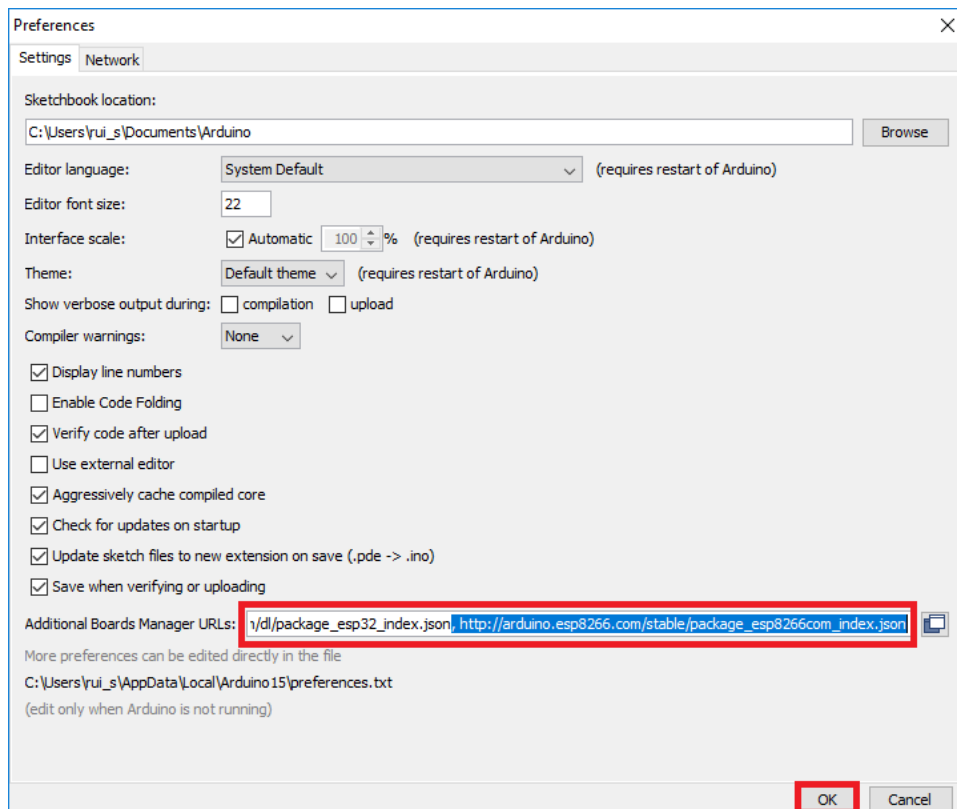 Preferences
Settings Network
Sketchbook location:
C:\Users\rui_s\Documents\Arduino Browse
Editor language: System Default (requires restart of Arduino)
Editor font size: 22
Interface scale: Automatic 100 % (requires restart of Arduino)
Theme: Default theme (requires restart of Arduino)
Show verbose output during: compilation upload
Compiler warnings: None
Display line numbers
Enable Code Folding
Verify code after upload
Use external editor
Aggressively cache compiled core
Check for updates on startup
Update sketch files to new extension on save (.pde -> .ino)
Save when verifying or uploading
Additional Boards Manager URLs: /dl/package_esp32_index.json, http://arduino.esp8266.com/stable/package_esp8266com_index.json
More preferences can be edited directly in the file
C:\Users\rui_s\AppData\Local\Arduino15\preferences.txt
(edit only when Arduino is not running)
OK Cancel